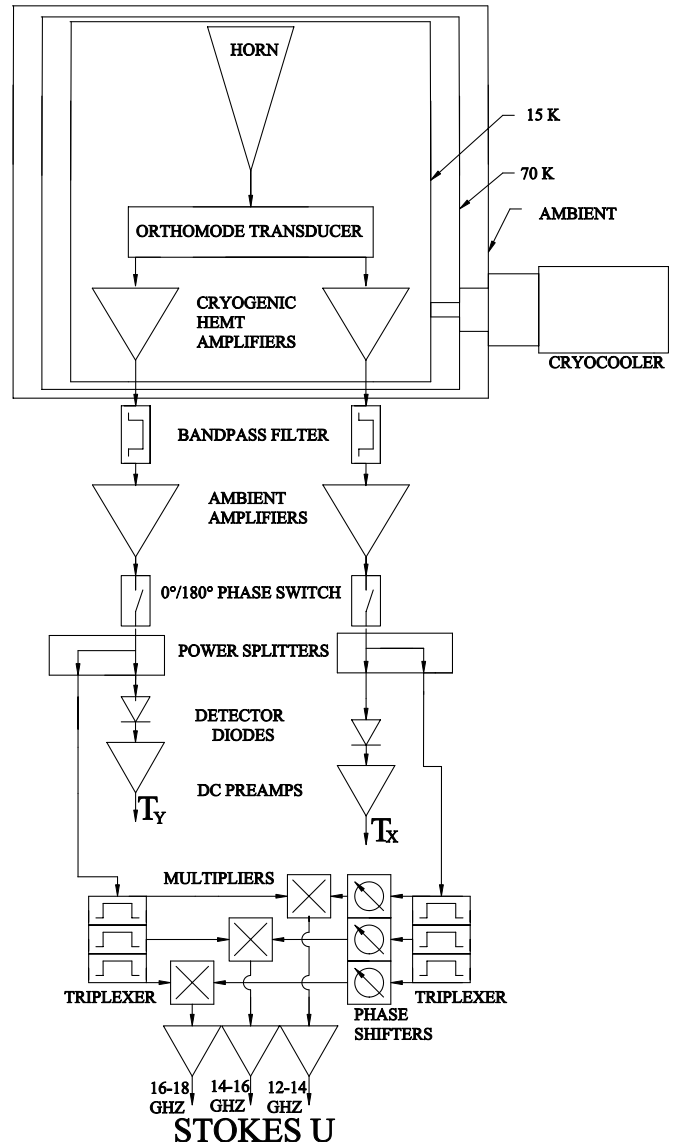 HORN
15 K
70 K
AMBIENT
ORTHOMODE TRANSDUCER
CRYOGENIC
HEMT
AMPLIFIERS
CRYOCOOLER
BANDPASS FILTER
AMBIENT
AMPLIFIERS
0°/180° PHASE SWITCH
POWER SPLITTERS
DETECTOR
DIODES
DC PREAMPS
TY
TX
MULTIPLIERS
TRIPLEXER
TRIPLEXER
PHASE
SHIFTERS
16-18
GHZ
14-16
GHZ
12-14
GHZ
STOKES U